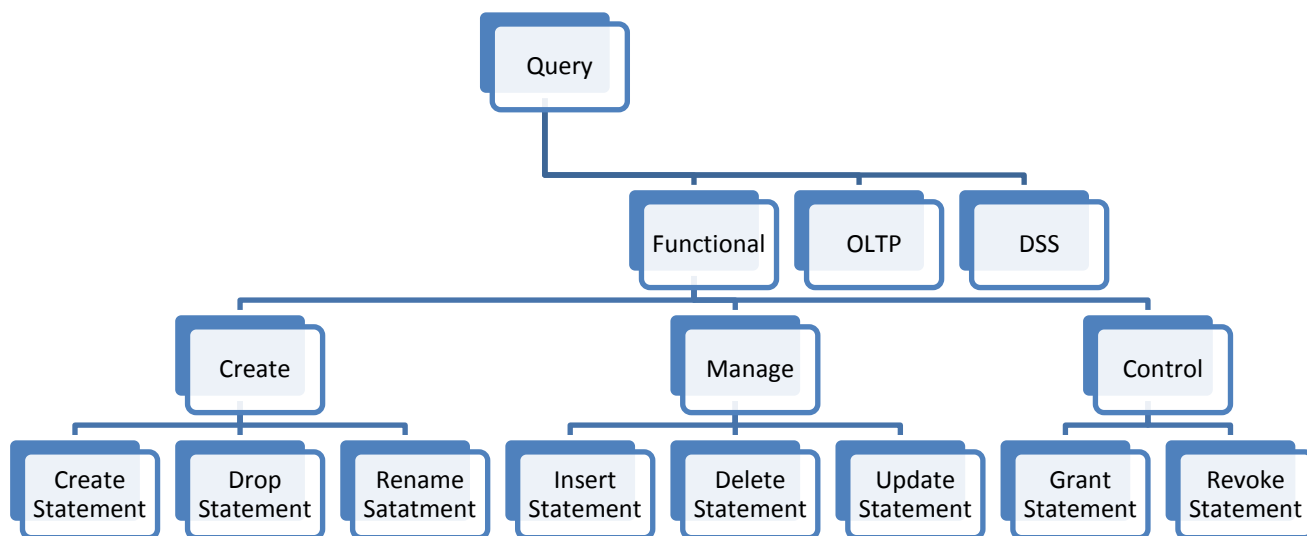 Query
Functional
OLTP
DSS
Create
Manage
Control
Create
Statement
Drop
Statement
Rename
Satatment
Insert
Statement
Delete
Statement
Update
Statement
Grant
Statement
Revoke
Statement